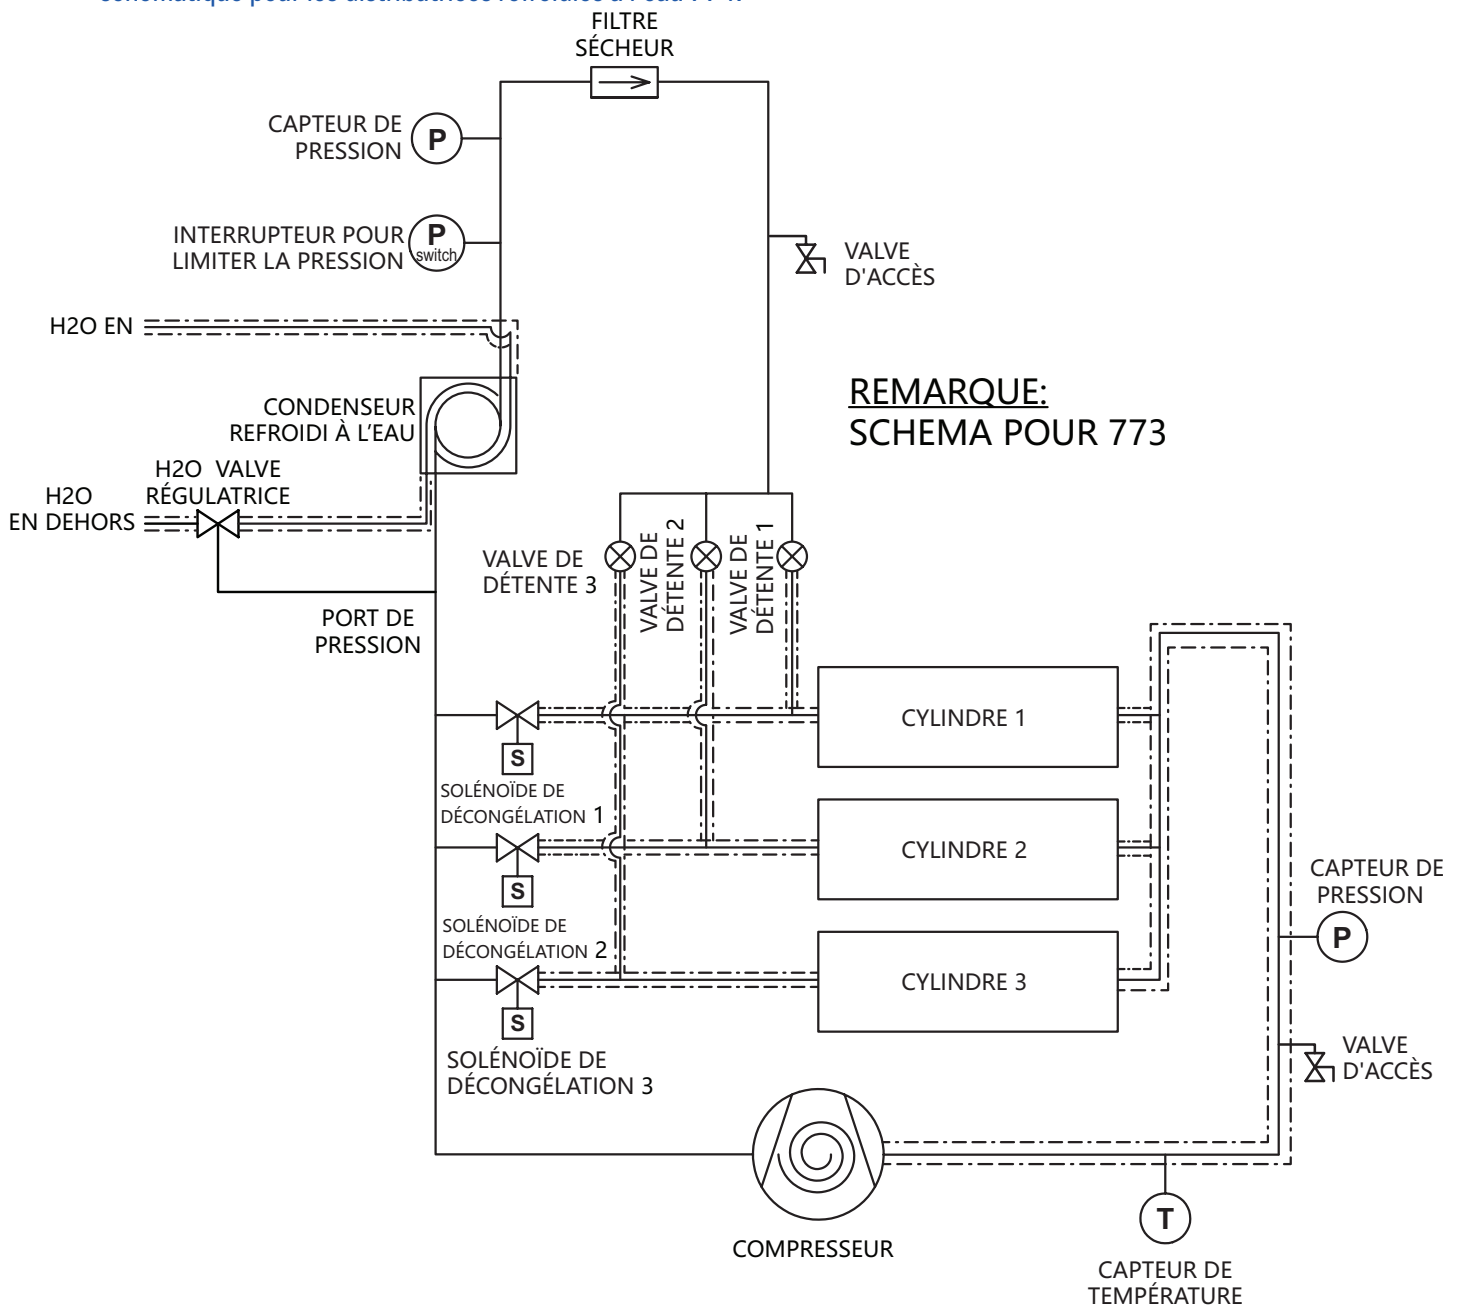 FILTRE
SÉCHEUR
CAPTEUR DE
PRESSION
P
INTERRUPTEUR POUR
LIMITER LA PRESSION
P
switch
VALVE
D'ACCÈS
H2O EN
REMARQUE:
SCHEMA POUR 773
CONDENSEUR
REFROIDI À L'EAU
H2O VALVE
RÉGULATRICE
H2O
EN DEHORS
VALVE DE
DÉTENTE 3
VALVE DE
DÉTENTE 2
VALVE DE
DÉTENTE 1
PORT DE
PRESSION
CYLINDRE 1
S
SOLÉNOÏDE DE
DÉCONGÉLATION 1
CYLINDRE 2
S
SOLÉNOÏDE DE
DÉCONGÉLATION 2
CAPTEUR DE
PRESSION
P
CYLINDRE 3
S
SOLÉNOÏDE DE
DÉCONGÉLATION 3
VALVE
D'ACCÈS
COMPRESSEUR
T
CAPTEUR DE
TEMPÉRATURE